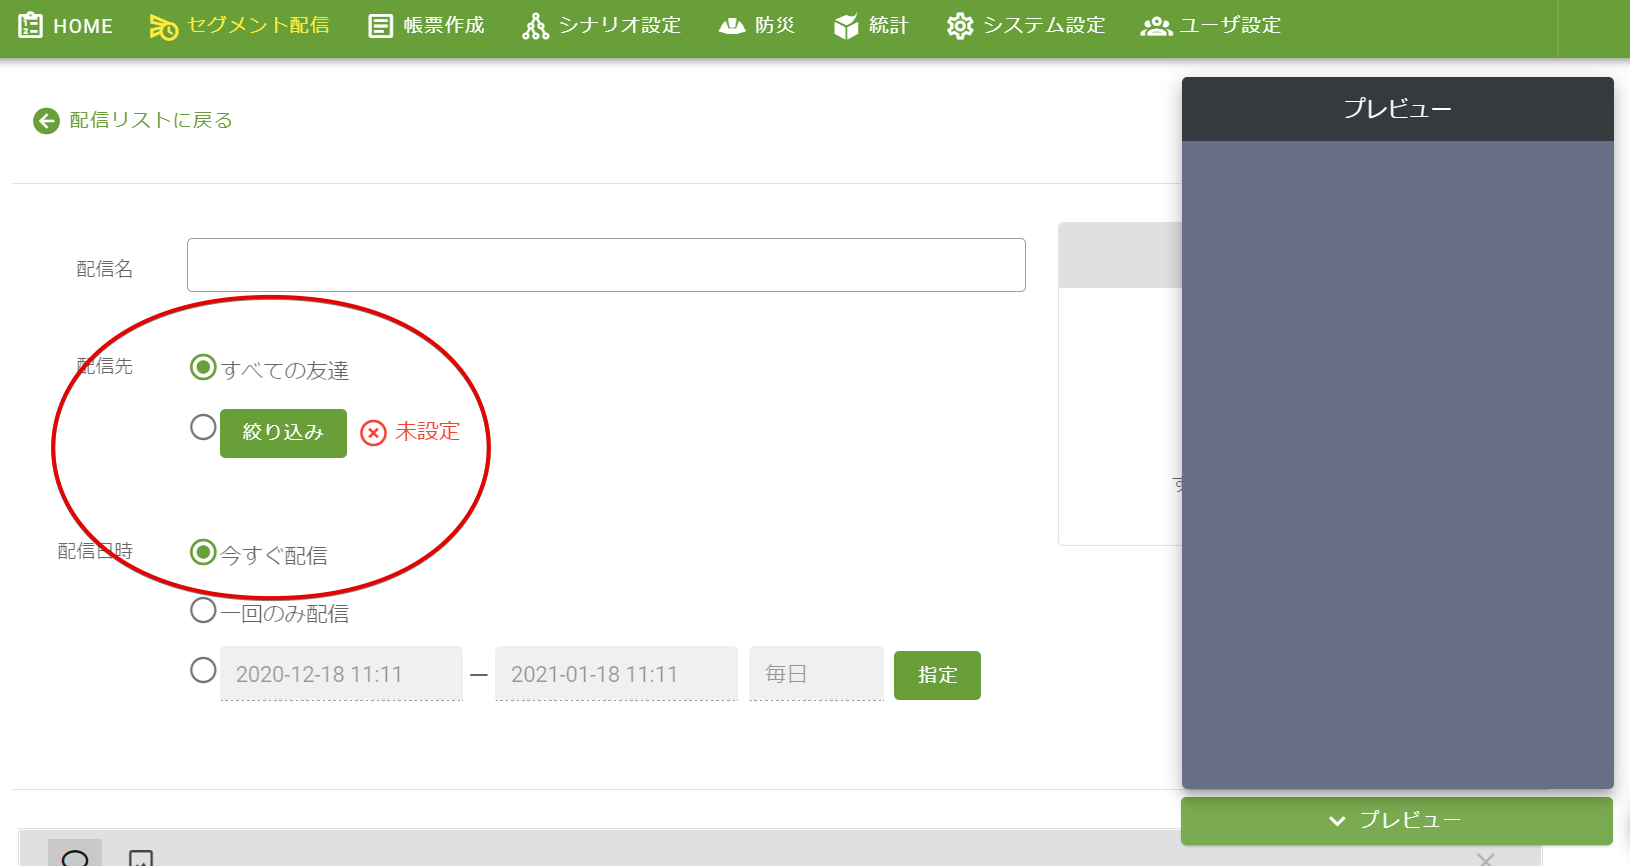 HOME セグメント配信 帳票作成 シナリオ設定 防災 統計 システム設定 ユーザ設定
配信リストに戻る
プレビュー
配信名
配信先 すべての友達
絞り込み 未設定
す
配信日時 今すぐ配信
一回のみ配信
2020-12-18 11:11 — 2021-01-18 11:11 毎日 指定
プレビュー